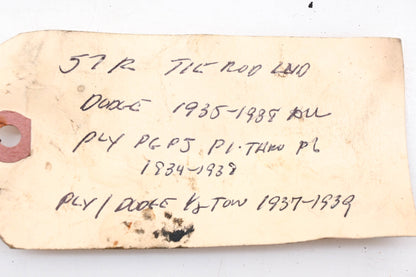 57 R TIE ROD END
DODGE 1935-1938 ALL
PLY PG PJ P1 THRU P6
1934-1938
PLY / DODGE 1/2 TON 1937-1939